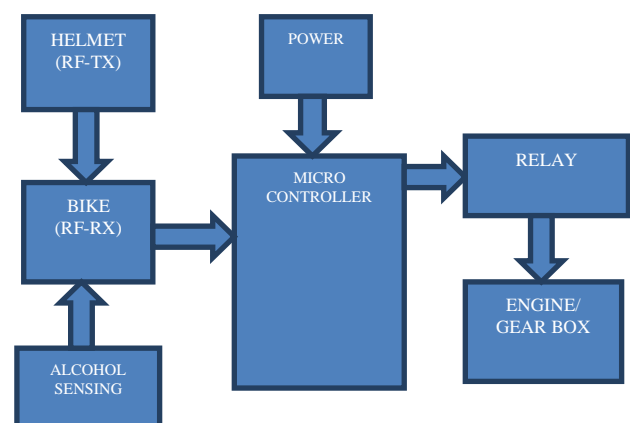 HELMET
(RF-TX)
POWER
BIKE
(RF-RX)
MICRO
CONTROLLER
RELAY
ENGINE/
GEAR BOX
ALCOHOL
SENSING